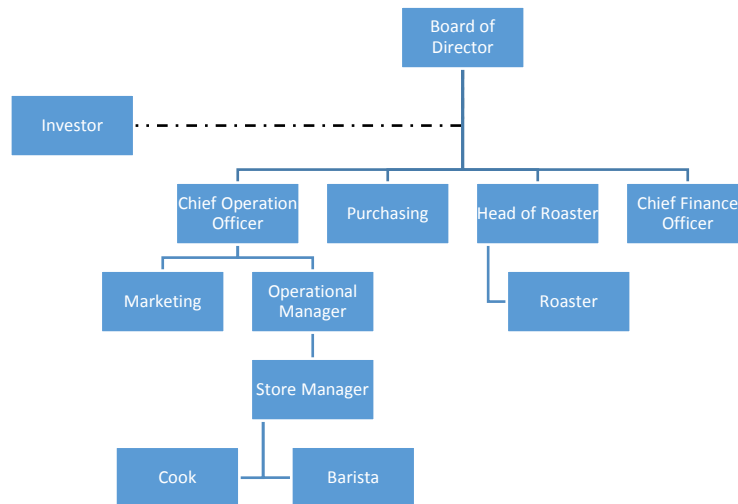 Board of
Director
Investor
Chief Operation
Officer
Purchasing
Head of Roaster
Chief Finance
Officer
Marketing
Operational
Manager
Roaster
Store Manager
Cook
Barista